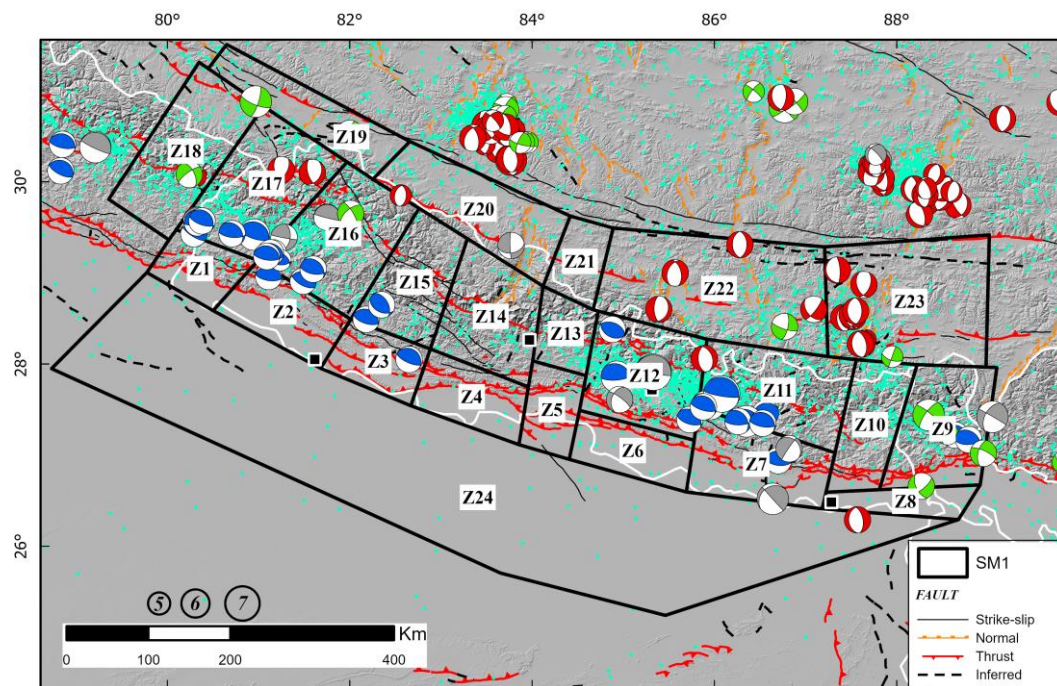 80° 82° 84° 86° 88°
30°
28°
26°
Z19
Z18
Z17
Z20
Z16
Z21
Z1
Z15
Z22
Z23
Z2
Z14
Z13
Z3
Z12
Z11
Z4
Z5
Z10
Z9
Z6
Z7
Z24
Z8
SM1
FAULT
Strike-slip
Normal
Thrust
Inferred
5 6 7
Km
0 100 200 400